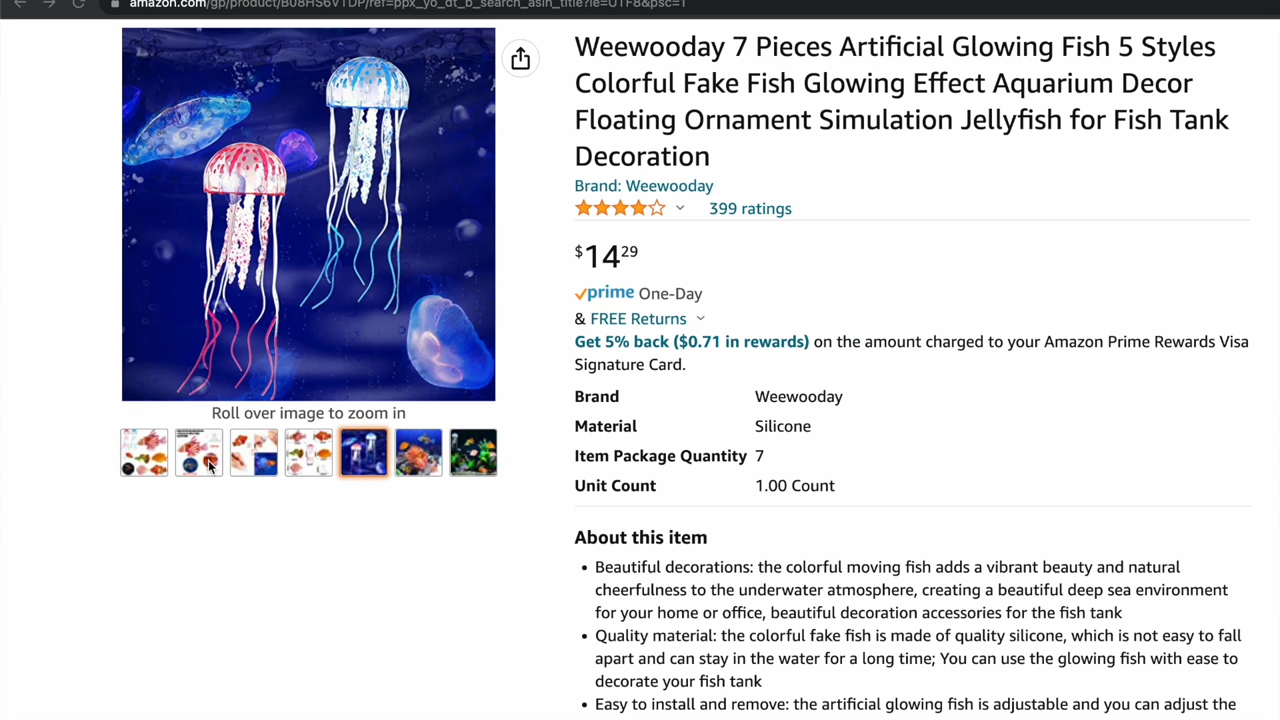 amazon.com/gp/product/B08HS6V1DP/ref=ppx_yo_dt_b_search_asin_title?ie=UTF8&psc=1
Weewooday 7 Pieces Artificial Glowing Fish 5 Styles
Colorful Fake Fish Glowing Effect Aquarium Decor
Floating Ornament Simulation Jellyfish for Fish Tank
Decoration
Brand: Weewooday
399 ratings
$14 29
prime One-Day
& FREE Returns
Get 5% back ($0.71 in rewards) on the amount charged to your Amazon Prime Rewards Visa
Signature Card.
Brand Weewooday
Material Silicone
Item Package Quantity 7
Unit Count 1.00 Count
About this item
• Beautiful decorations: the colorful moving fish adds a vibrant beauty and natural
cheerfulness to the underwater atmosphere, creating a beautiful deep sea environment
for your home or office, beautiful decoration accessories for the fish tank
• Quality material: the colorful fake fish is made of quality silicone, which is not easy to fall
apart and can stay in the water for a long time; You can use the glowing fish with ease to
decorate your fish tank
• Easy to install and remove: the artificial glowing fish is adjustable and you can adjust the
Roll over image to zoom in